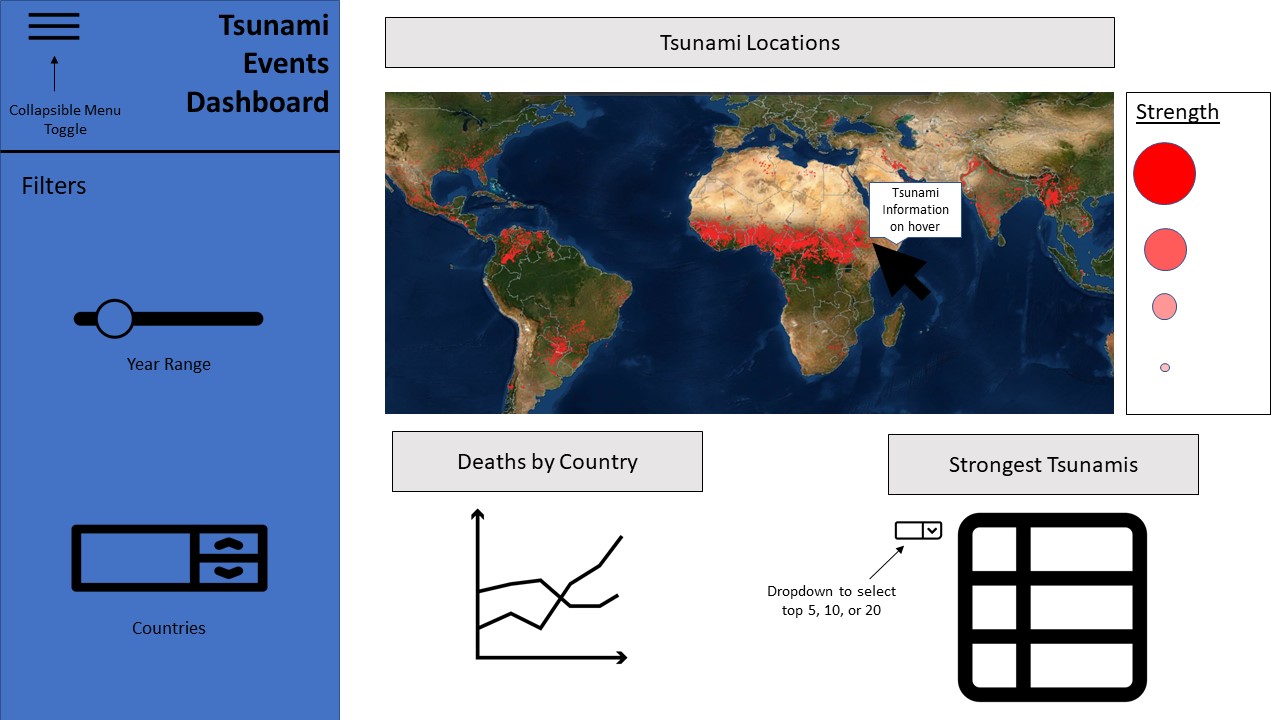 Tsunami
Events
Dashboard
Collapsible Menu
Toggle
Filters
Year Range
Countries
Tsunami Locations
Tsunami
Information
on hover
Strength
Deaths by Country
Strongest Tsunamis
Dropdown to select
top 5, 10, or 20